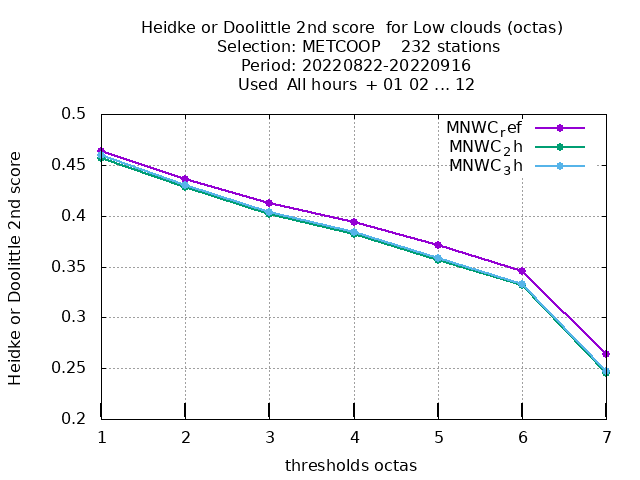 Heidke or Doolittle 2nd score  for Low clouds (octas)
Selection: METCOOP    232 stations
Period: 20220822-20220916
Used  All hours  + 01 02 ... 12
Heidke or Doolittle 2nd score
0.5
0.45
0.4
0.35
0.3
0.25
0.2
MNWC_ref
MNWC_2h
MNWC_3h
1 2 3 4 5 6 7
thresholds octas